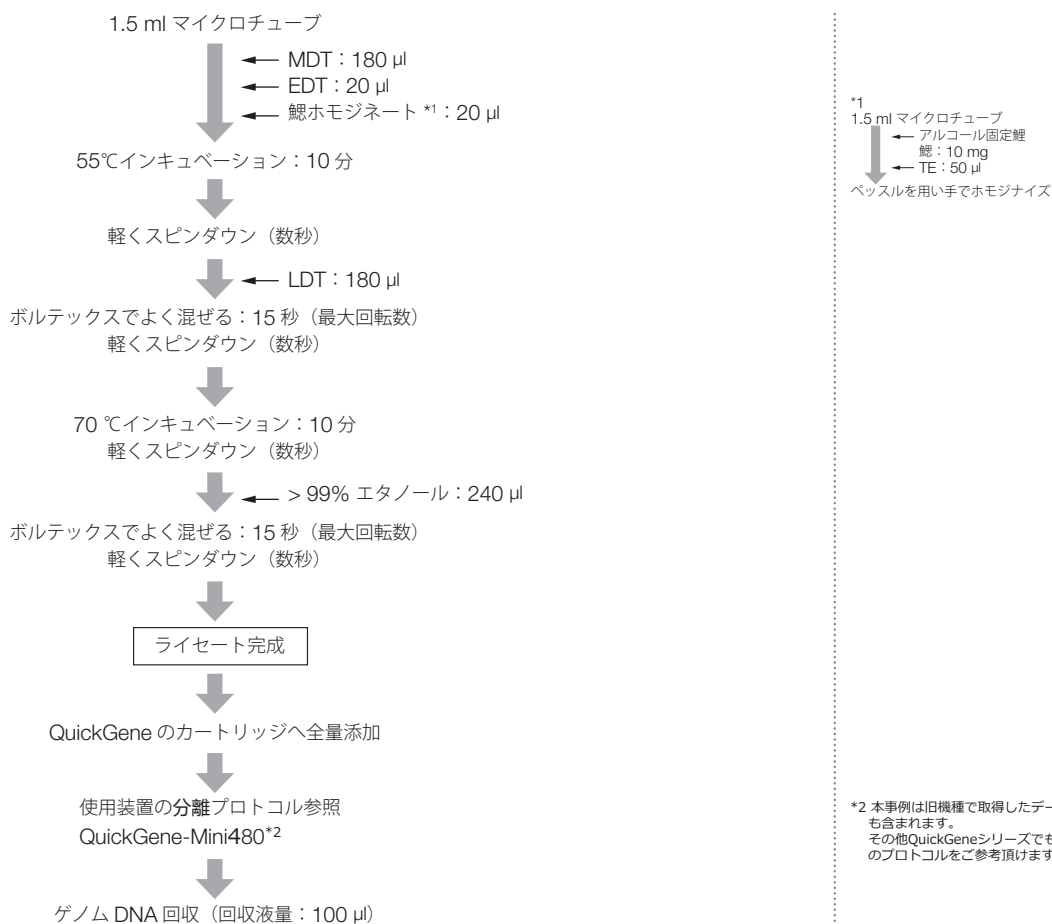 1.5 ml マイクロチューブ
MDT：180 μl
EDT：20 μl
鰓ホモジネート *1：20 μl
55℃インキュベーション：10 分
軽くスピンダウン（数秒）
LDT：180 μl
ボルテックスでよく混ぜる：15 秒（最大回転数）
軽くスピンダウン（数秒）
70 ℃インキュベーション：10 分
軽くスピンダウン（数秒）
> 99% エタノール：240 μl
ボルテックスでよく混ぜる：15 秒（最大回転数）
軽くスピンダウン（数秒）
ライセート完成
QuickGene のカートリッジへ全量添加
使用装置の分離プロトコル参照
QuickGene-Mini480*2
ゲノム DNA 回収（回収液量：100 μl）
*1
1.5 ml マイクロチューブ
アルコール固定鯉
鰓：10 mg
TE：50 μl
ペッスルを用い手でホモジナイズ
*2 本事例は旧機種で取得したデー
も含まれます。
その他QuickGeneシリーズでも
のプロトコルをご参考頂けます